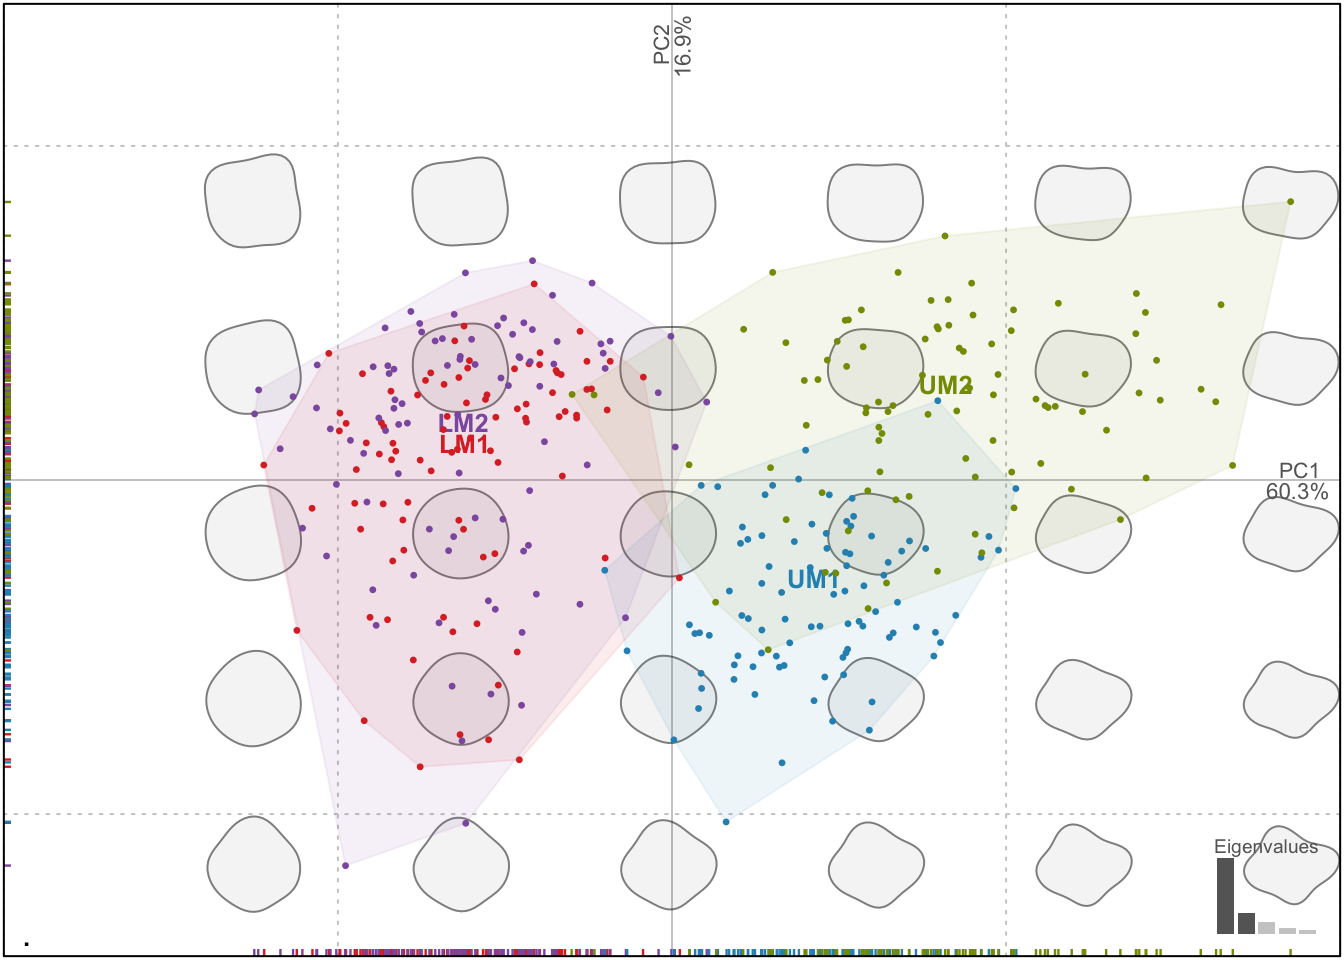 PC2
16.9%
UM2
LM2
LM1
PC1
60.3%
UM1
Eigenvalues
.